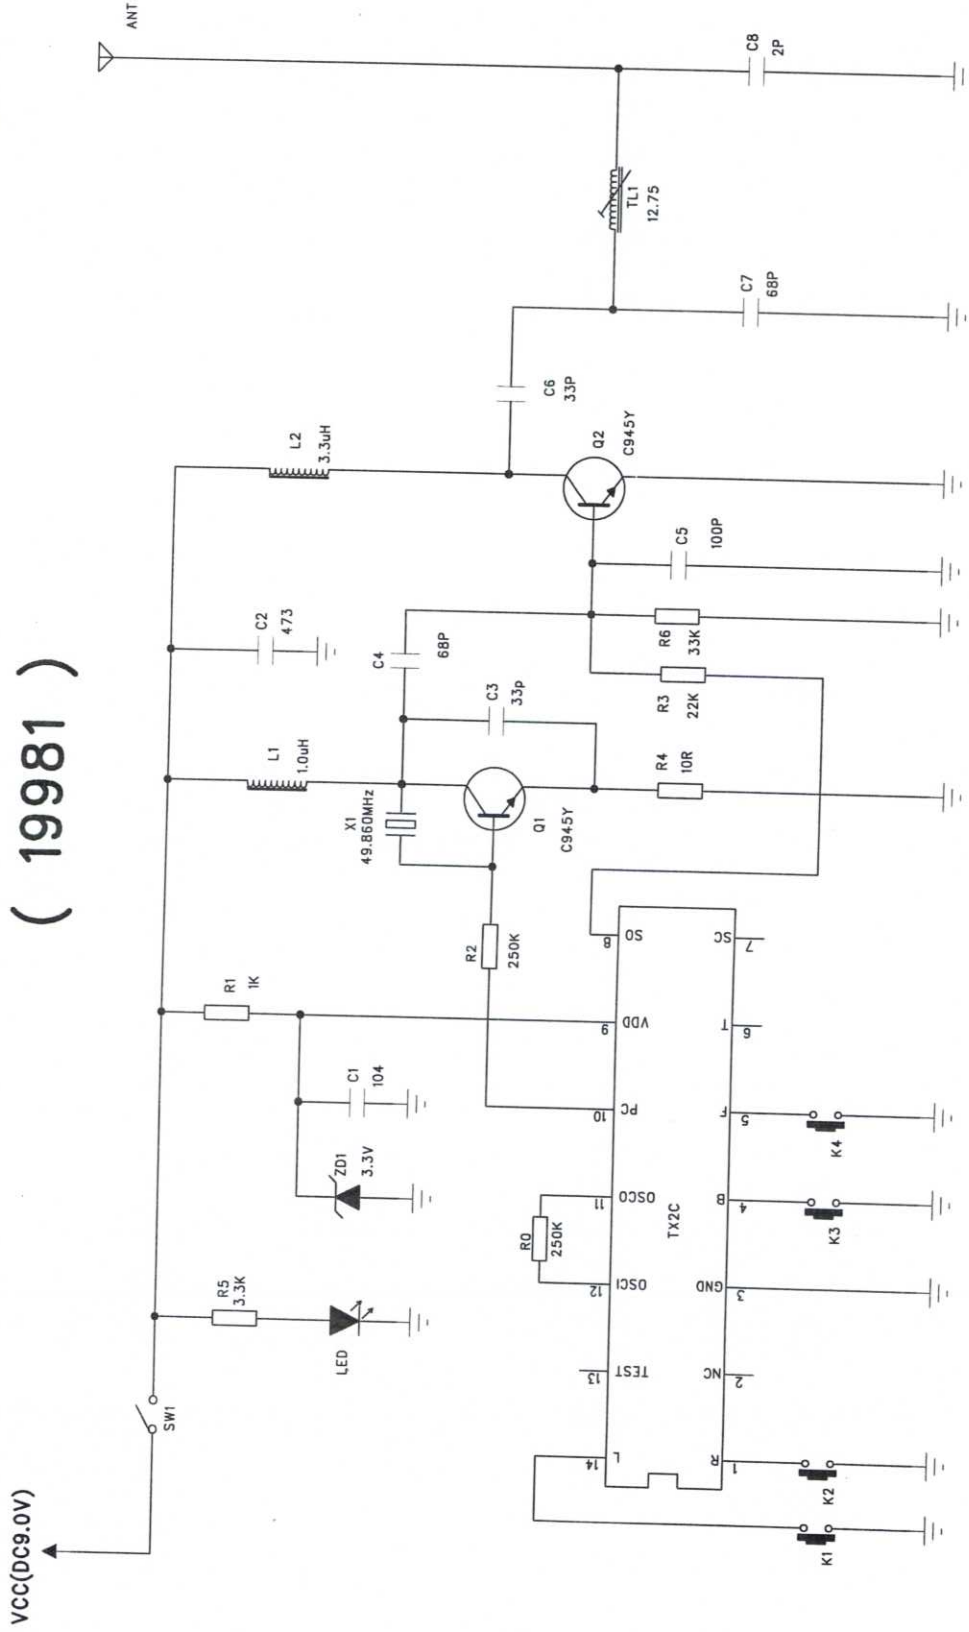 ( 19981 )
VCC(DC9.0V)
SW1
R5
3.3K
LED
ZD1
3.3V
C1
104
R1
1K
L1
1.0uH
C2
473
L2
3.3uH
ANT
X1
49.860MHz
R2
250K
Q1
C945Y
C3
33p
C4
68P
R4
10R
R3
22K
R6
33K
C5
100P
Q2
C945Y
C6
33P
C7
68P
TL1
12.75
C8
2P
R0
250K
TX2C
14
L
13
TEST
12
OSCI
11
OSCO
10
PC
9
VDD
8
SO
1
R
2
NC
3
GND
4
B
5
F
6
T
7
SC
K1
K2
K3
K4